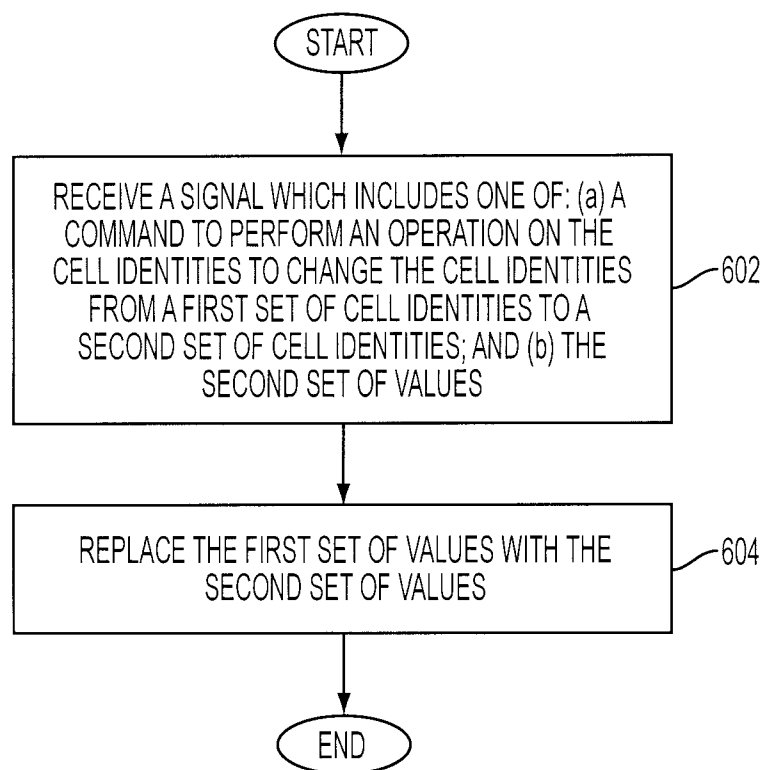 START
RECEIVE A SIGNAL WHICH INCLUDES ONE OF: (a) A
COMMAND TO PERFORM AN OPERATION ON THE
CELL IDENTITIES TO CHANGE THE CELL IDENTITIES
FROM A FIRST SET OF CELL IDENTITIES TO A
SECOND SET OF CELL IDENTITIES; AND (b) THE
SECOND SET OF VALUES
602
REPLACE THE FIRST SET OF VALUES WITH THE
SECOND SET OF VALUES
604
END